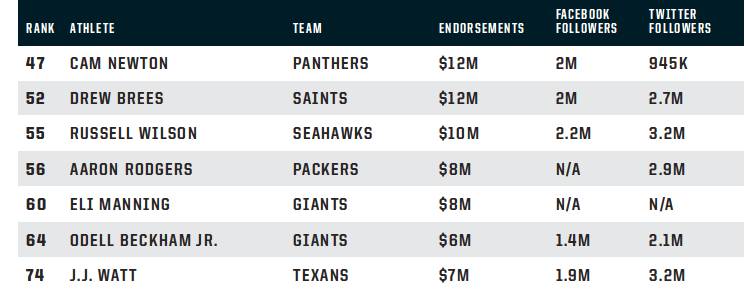 RANK ATHLETE TEAM ENDORSEMENTS FACEBOOK FOLLOWERS TWITTER FOLLOWERS
47 CAM NEWTON PANTHERS $12M 2M 945K
52 DREW BREES SAINTS $12M 2M 2.7M
55 RUSSELL WILSON SEAHAWKS $10M 2.2M 3.2M
56 AARON RODGERS PACKERS $8M N/A 2.9M
60 ELI MANNING GIANTS $8M N/A N/A
64 ODELL BECKHAM JR. GIANTS $6M 1.4M 2.1M
74 J.J. WATT TEXANS $7M 1.9M 3.2M